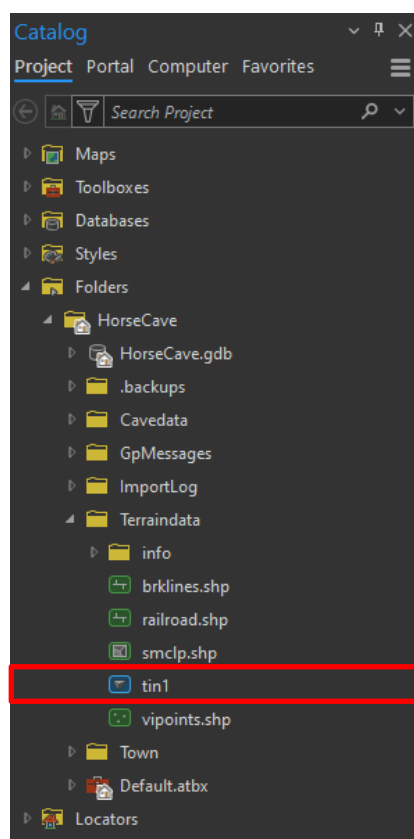 Catalog
Project Portal Computer Favorites
Search Project
Maps
Toolboxes
Databases
Styles
Folders
HorseCave
HorseCave.gdb
.backups
Cavedata
GpMessages
ImportLog
Terraindata
info
brklines.shp
railroad.shp
smclp.shp
tin1
vipoints.shp
Town
Default.atbx
Locators